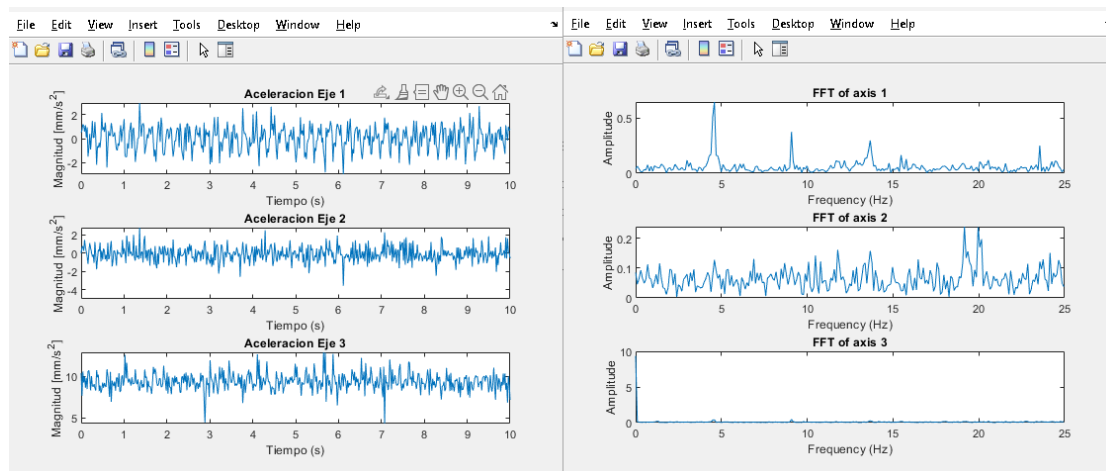 File Edit View Insert Tools Desktop Window Help
Aceleracion Eje 1
Magnitud [mm/s²]
2
0
-2
0 1 2 3 4 5 6 7 8 9 10
Tiempo (s)
Aceleracion Eje 2
Magnitud [mm/s²]
2
0
-2
-4
0 1 2 3 4 5 6 7 8 9 10
Tiempo (s)
Aceleracion Eje 3
Magnitud [mm/s²]
10
5
0 1 2 3 4 5 6 7 8 9 10
Tiempo (s)
File Edit View Insert Tools Desktop Window Help
FFT of axis 1
Amplitude
0.5
0
0 5 10 15 20 25
Frequency (Hz)
FFT of axis 2
Amplitude
0.2
0.1
0
0 5 10 15 20 25
Frequency (Hz)
FFT of axis 3
Amplitude
10
5
0
0 5 10 15 20 25
Frequency (Hz)